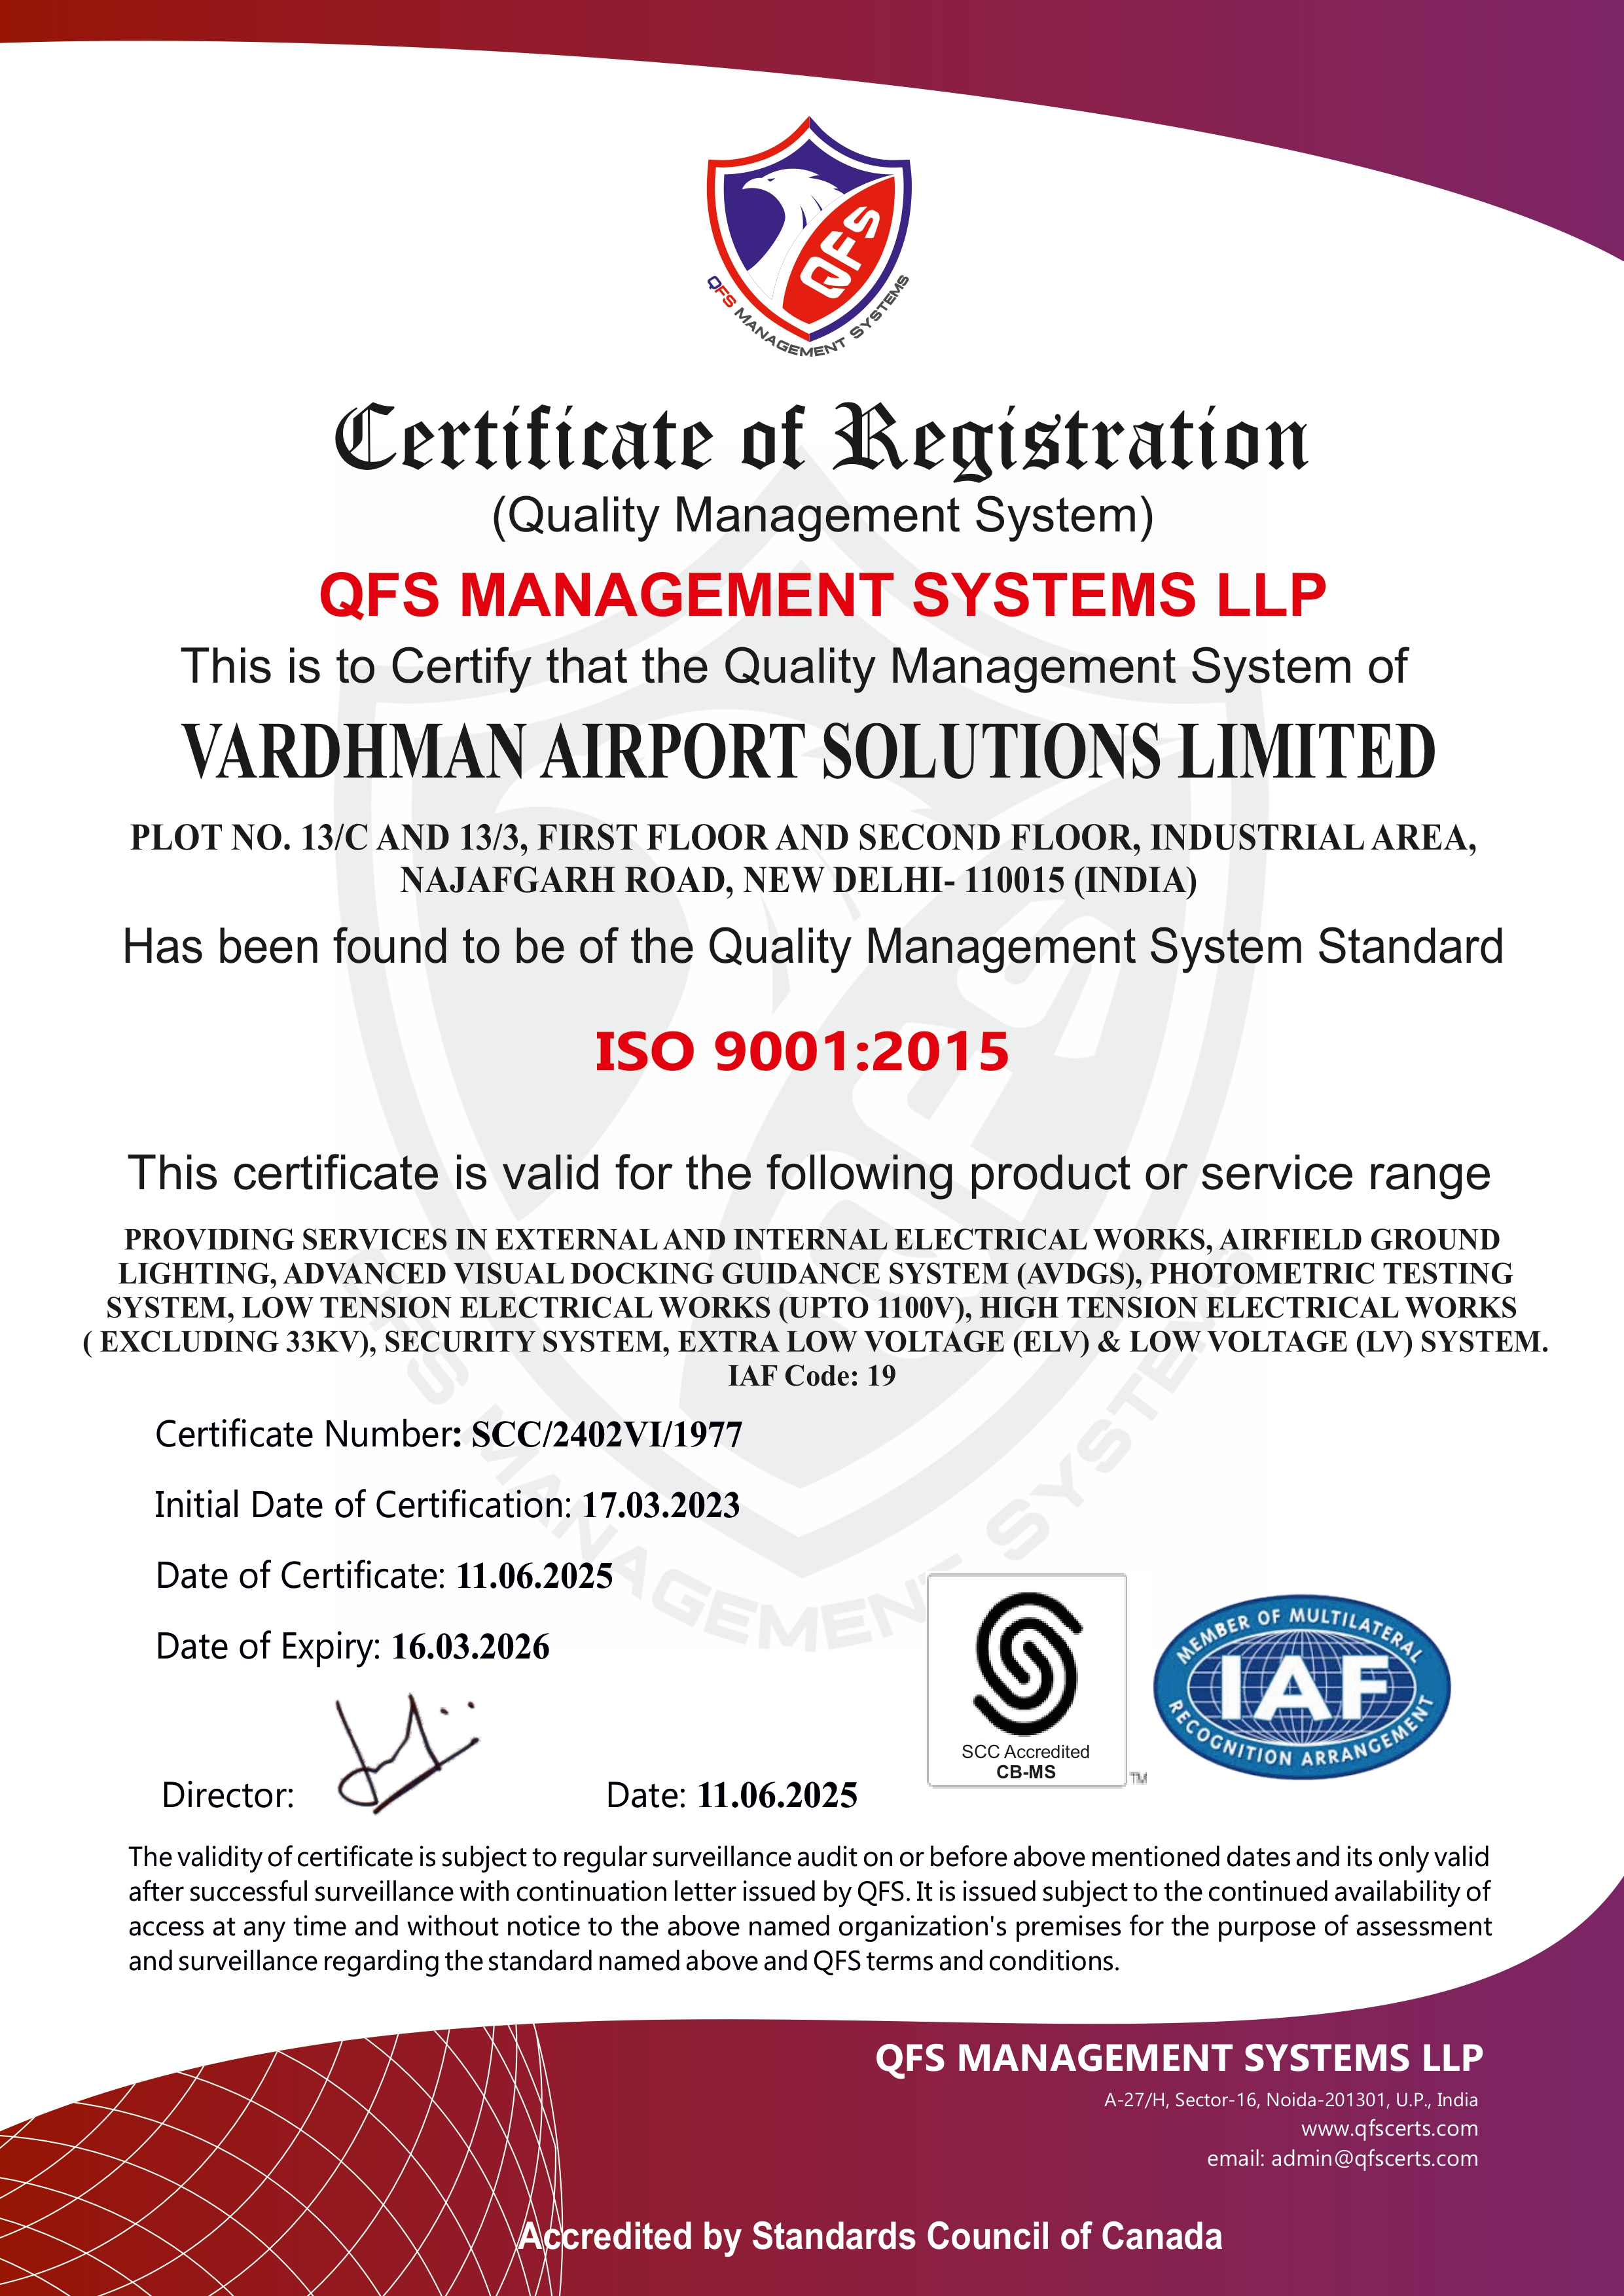 QFS
QFS MANAGEMENT SYSTEMS
Certificate of Registration
(Quality Management System)
QFS MANAGEMENT SYSTEMS LLP
This is to Certify that the Quality Management System of
VARDHMAN AIRPORT SOLUTIONS LIMITED
PLOT NO. 13/C AND 13/3, FIRST FLOOR AND SECOND FLOOR, INDUSTRIAL AREA,
NAJAFGARH ROAD, NEW DELHI- 110015 (INDIA)
Has been found to be of the Quality Management System Standard
ISO 9001:2015
This certificate is valid for the following product or service range
PROVIDING SERVICES IN EXTERNAL AND INTERNAL ELECTRICAL WORKS, AIRFIELD GROUND
LIGHTING, ADVANCED VISUAL DOCKING GUIDANCE SYSTEM (AVDGS), PHOTOMETRIC TESTING
SYSTEM, LOW TENSION ELECTRICAL WORKS (UPTO 1100V), HIGH TENSION ELECTRICAL WORKS
( EXCLUDING 33KV), SECURITY SYSTEM, EXTRA LOW VOLTAGE (ELV) & LOW VOLTAGE (LV) SYSTEM.
IAF Code: 19
Certificate Number: SCC/2402VI/1977
Initial Date of Certification: 17.03.2023
Date of Certificate: 11.06.2025
Date of Expiry: 16.03.2026
Director:
Date: 11.06.2025
SCC Accredited
CB-MS
TM
MEMBER OF MULTILATERAL
IAF
RECOGNITION ARRANGEMENT
The validity of certificate is subject to regular surveillance audit on or before above mentioned dates and its only valid
after successful surveillance with continuation letter issued by QFS. It is issued subject to the continued availability of
access at any time and without notice to the above named organization's premises for the purpose of assessment
and surveillance regarding the standard named above and QFS terms and conditions.
QFS MANAGEMENT SYSTEMS LLP
A-27/H, Sector-16, Noida-201301, U.P., India
www.qfscerts.com
email: admin@qfscerts.com
Accredited by Standards Council of Canada
QFS
QFS MANAGEMENT SYSTEMS